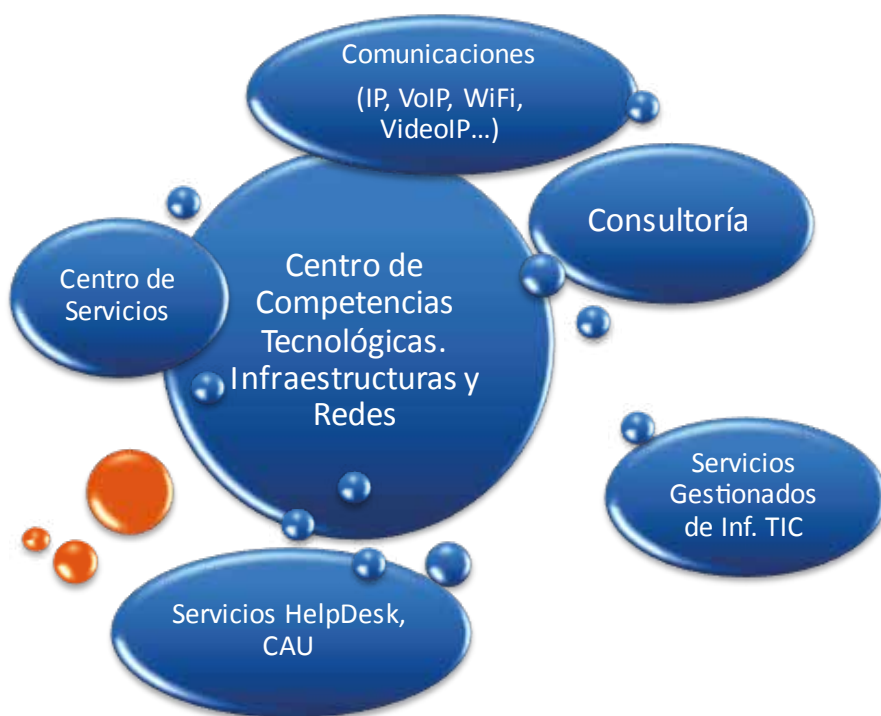 Comunicaciones
(IP, VoIP, WiFi,
VideoIP...)
Consultoría
Centro de
Servicios
Centro de
Competencias
Tecnológicas.
Infraestructuras y
Redes
Servicios
Gestionados
de Inf. TIC
Servicios HelpDesk,
CAU